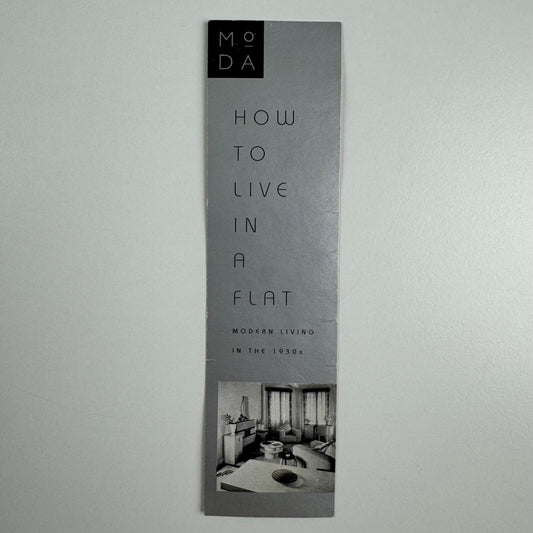 MoDA
HOW
TO
LIVE
IN
A
FLAT
MODERN LIVING
IN THE 1930s